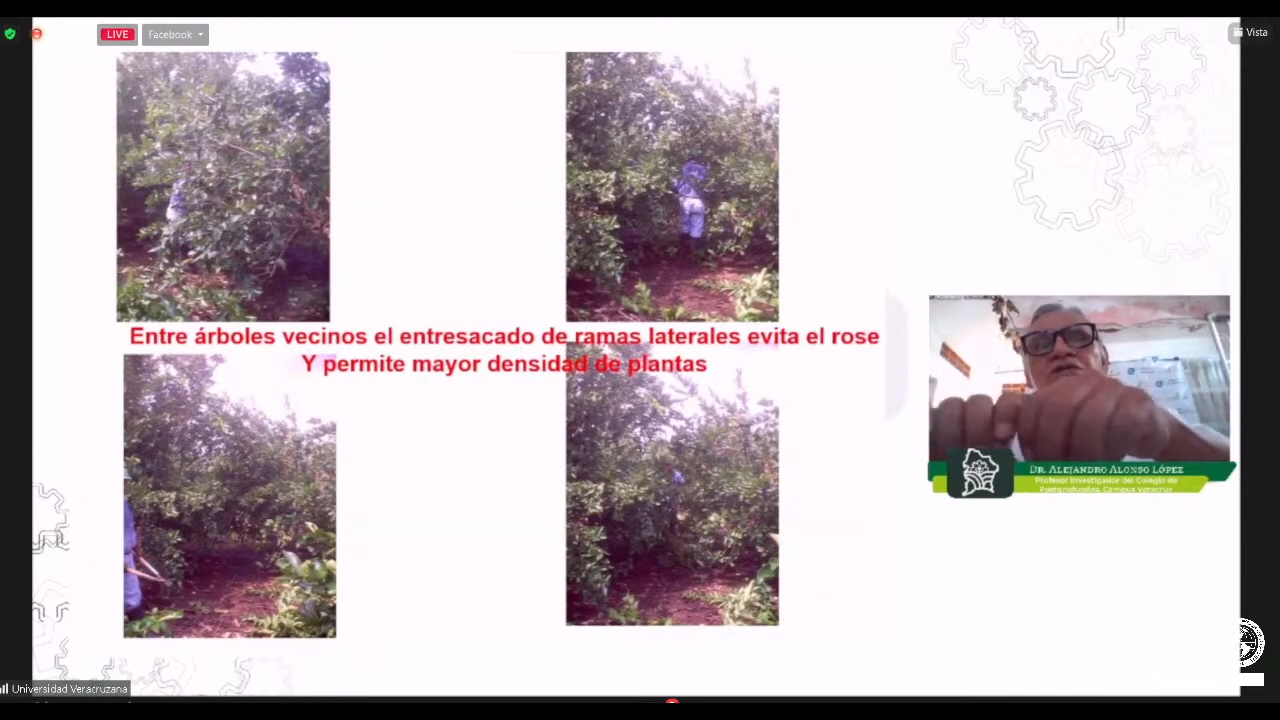 LIVE
Facebook
Vista
Entre árboles vecinos el entresacado de ramas laterales evita el rose
Y permite mayor densidad de plantas
Dr. Alejandro Alonso López
Profesor Investigador del Colegio de
Postgraduados, Campus Veracruz
Universidad Veracruzana